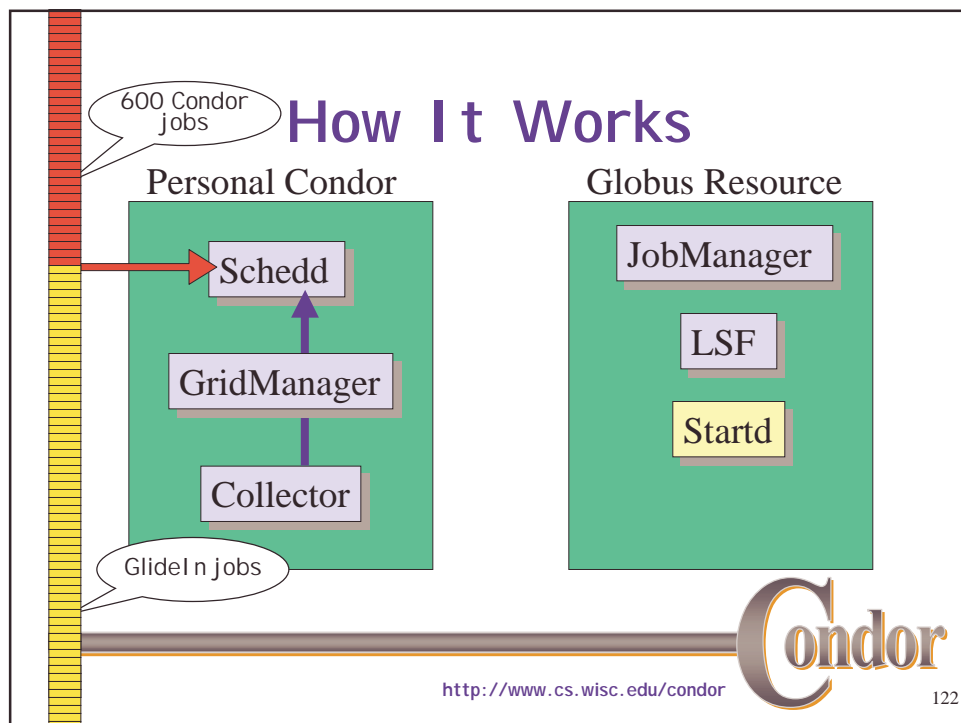 600 Condor
jobs
How It Works
Personal Condor
Globus Resource
Schedd
GridManager
Collector
JobManager
LSF
Startd
GlideIn jobs
Condor
http://www.cs.wisc.edu/condor
122